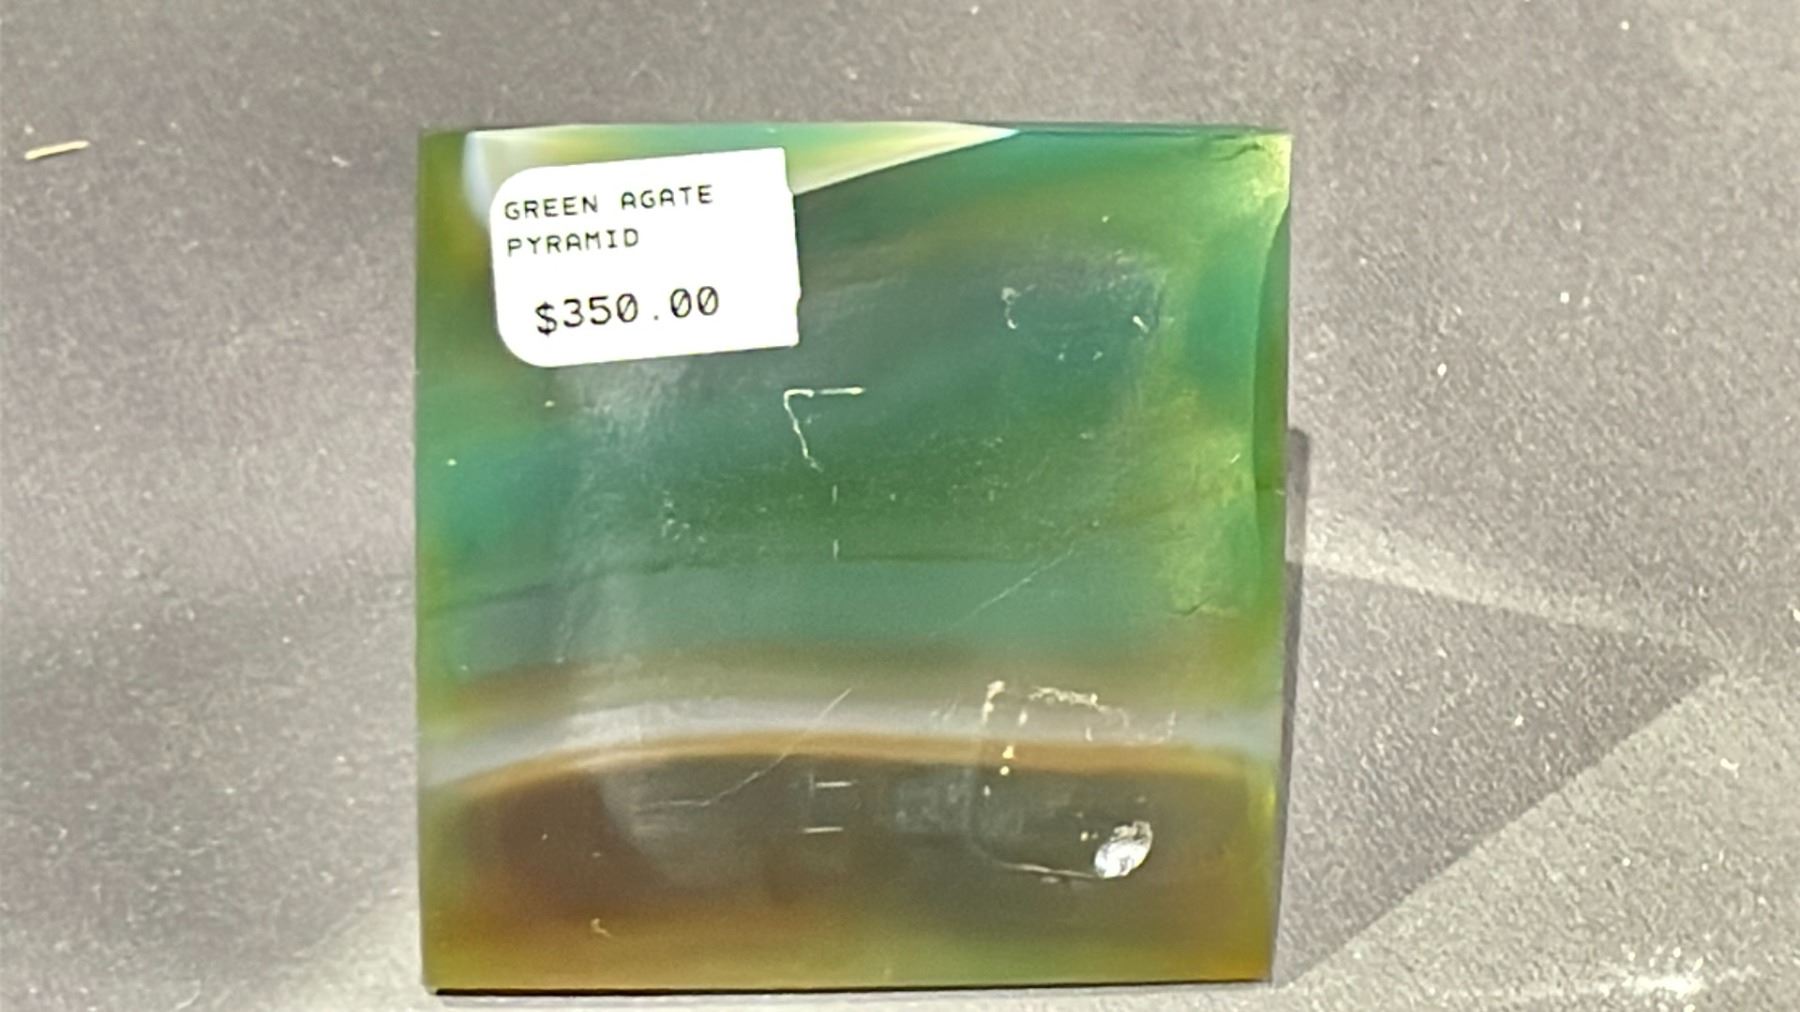 GREEN AGATE
PYRAMID
$350.00